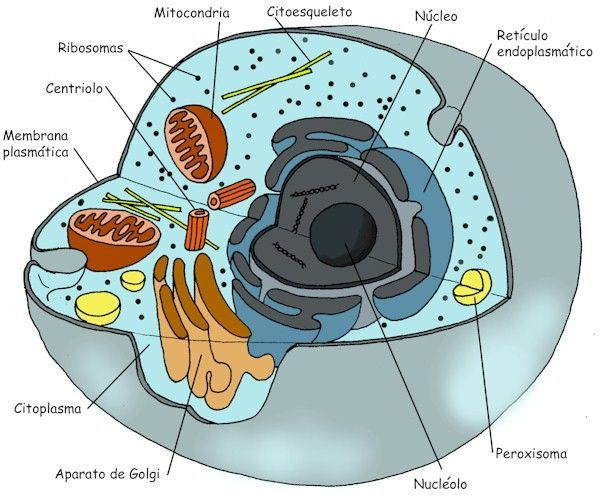 Mitocondria
Citoesqueleto
Núcleo
Retículo
endoplasmático
Ribosomas
Centriolo
Membrana
plasmática
Citoplasma
Aparato de Golgi
Nucléolo
Peroxisoma